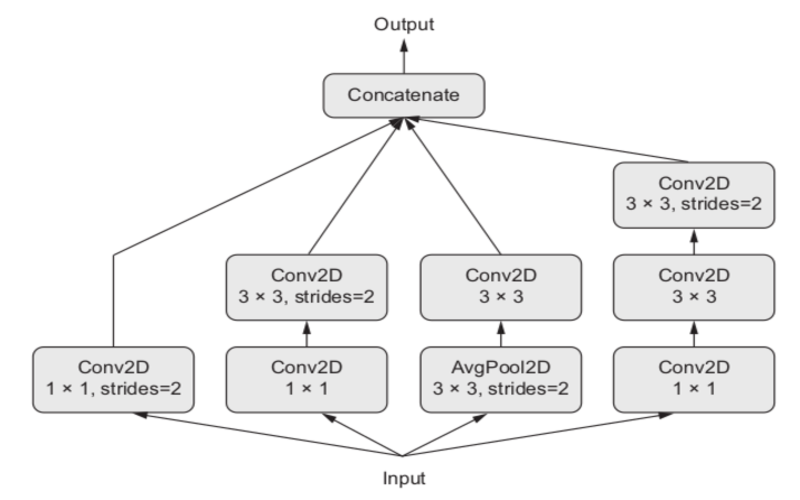 Output
Concatenate
Conv2D
3 × 3, strides=2
Conv2D
3 × 3, strides=2
Conv2D
3 × 3
Conv2D
3 × 3
Conv2D
1 × 1, strides=2
Conv2D
1 × 1
AvgPool2D
3 × 3, strides=2
Conv2D
1 × 1
Input